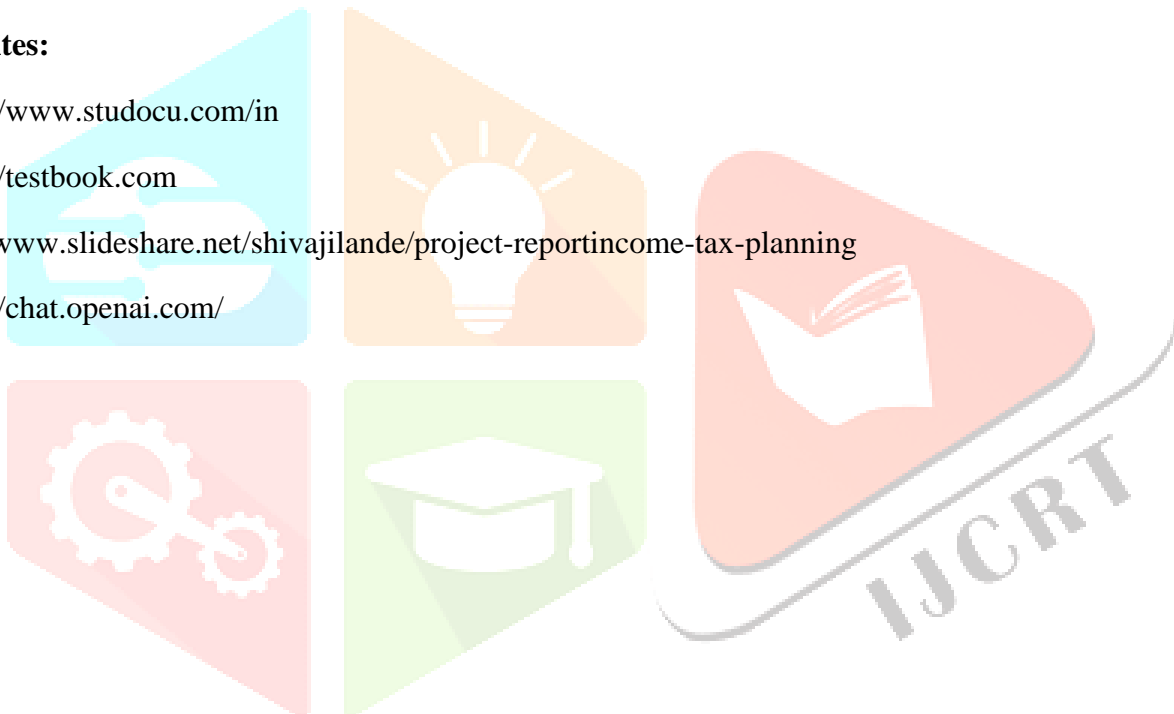 tes:
/www.studocu.com/in
/testbook.com
www.slideshare.net/shivajilande/project-reportincome-tax-planning
/chat.openai.com/
IJCRT